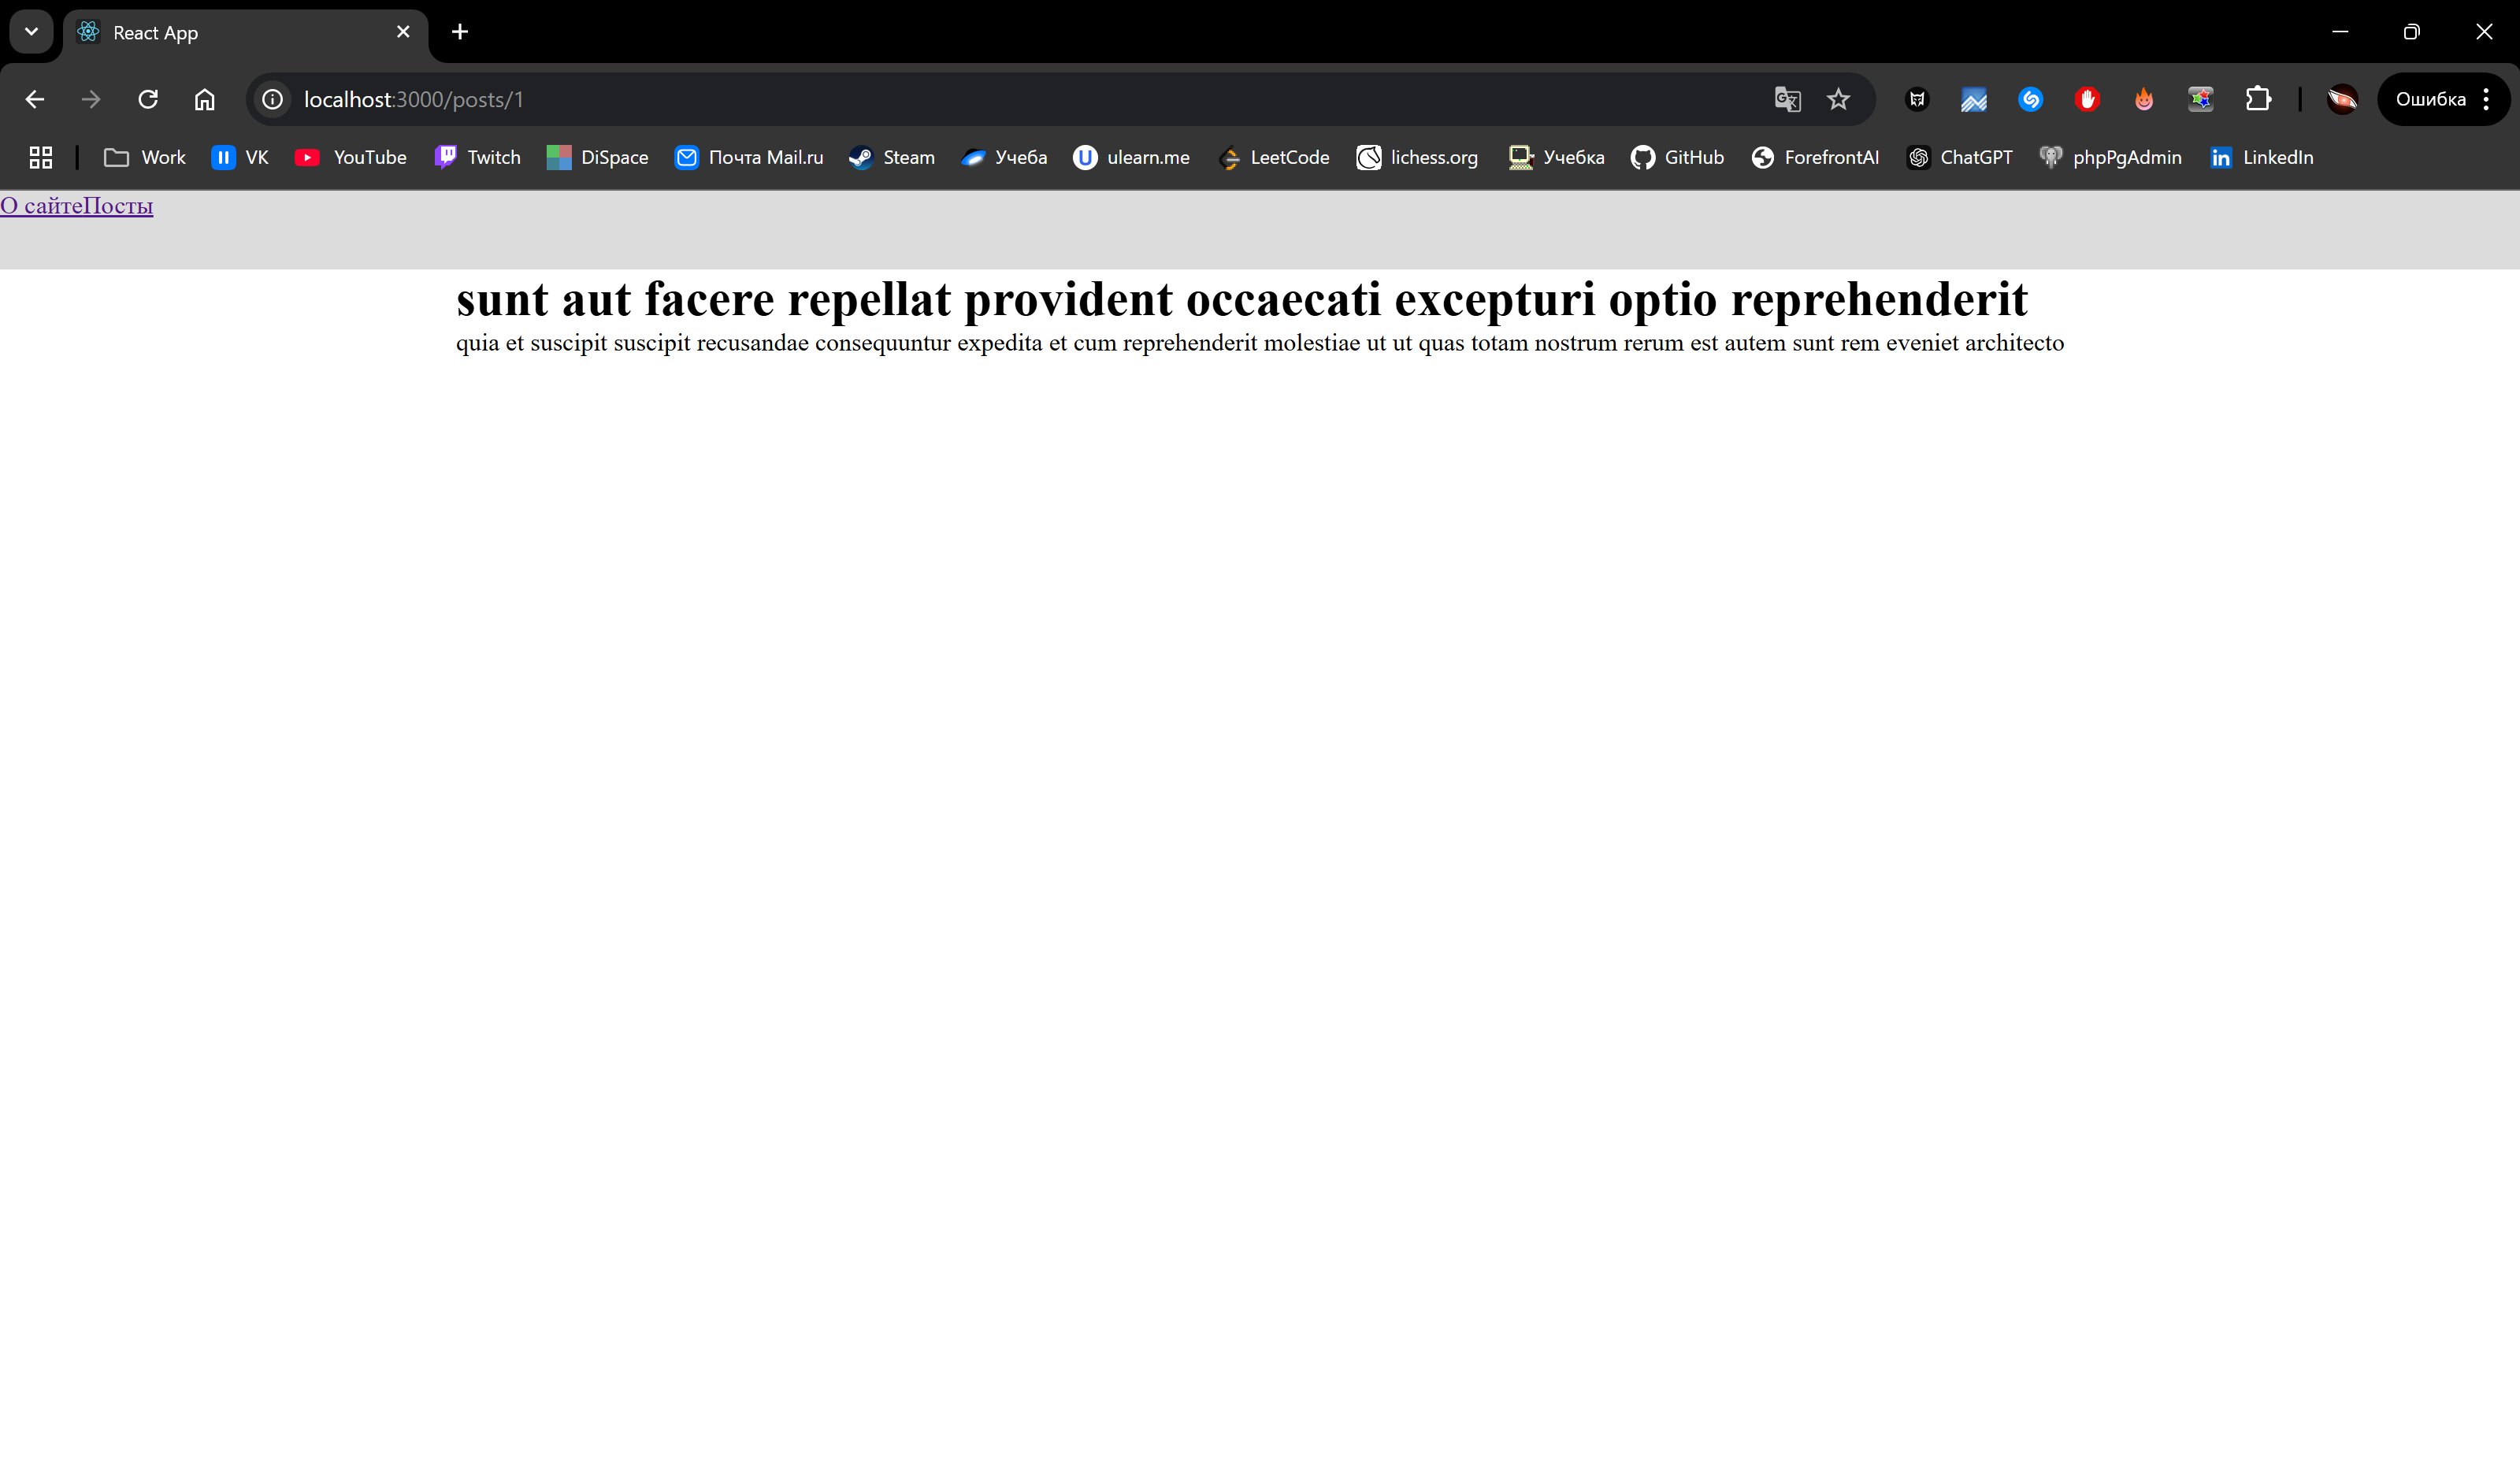 React App
localhost:3000/posts/1
Ошибка
Work VK YouTube Twitch DiSpace Почта Mail.ru Steam Учеба ulearn.me LeetCode lichess.org Учебка GitHub ForefrontAI ChatGPT phpPgAdmin LinkedIn
О сайтеПосты
sunt aut facere repellat provident occaecati excepturi optio reprehenderit
quia et suscipit suscipit recusandae consequuntur expedita et cum reprehenderit molestiae ut ut quas totam nostrum rerum est autem sunt rem eveniet architecto